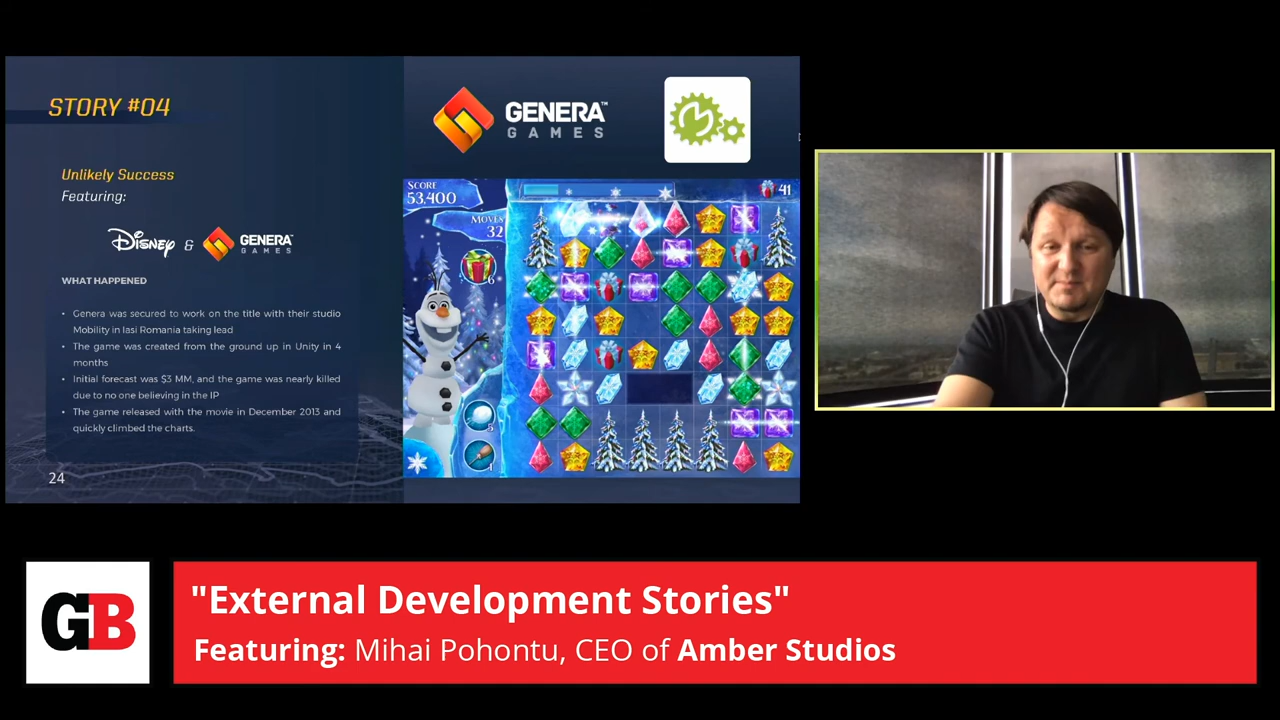 STORY #04
Unlikely Success
Featuring:
Disney & GENERA GAMES
WHAT HAPPENED
• Genera was secured to work on the title with their studio
Mobility in Iasi Romania taking lead
• The game was created from the ground up in Unity in 4
months
• Initial forecast was $3 MM, and the game was nearly killed
due to no one believing in the IP
• The game released with the movie in December 2013 and
quickly climbed the charts.
24
GENERA™
GAMES
SCORE
53,400
MOVES
32
41
6
5
1
GB
"External Development Stories"
Featuring: Mihai Pohontu, CEO of Amber Studios